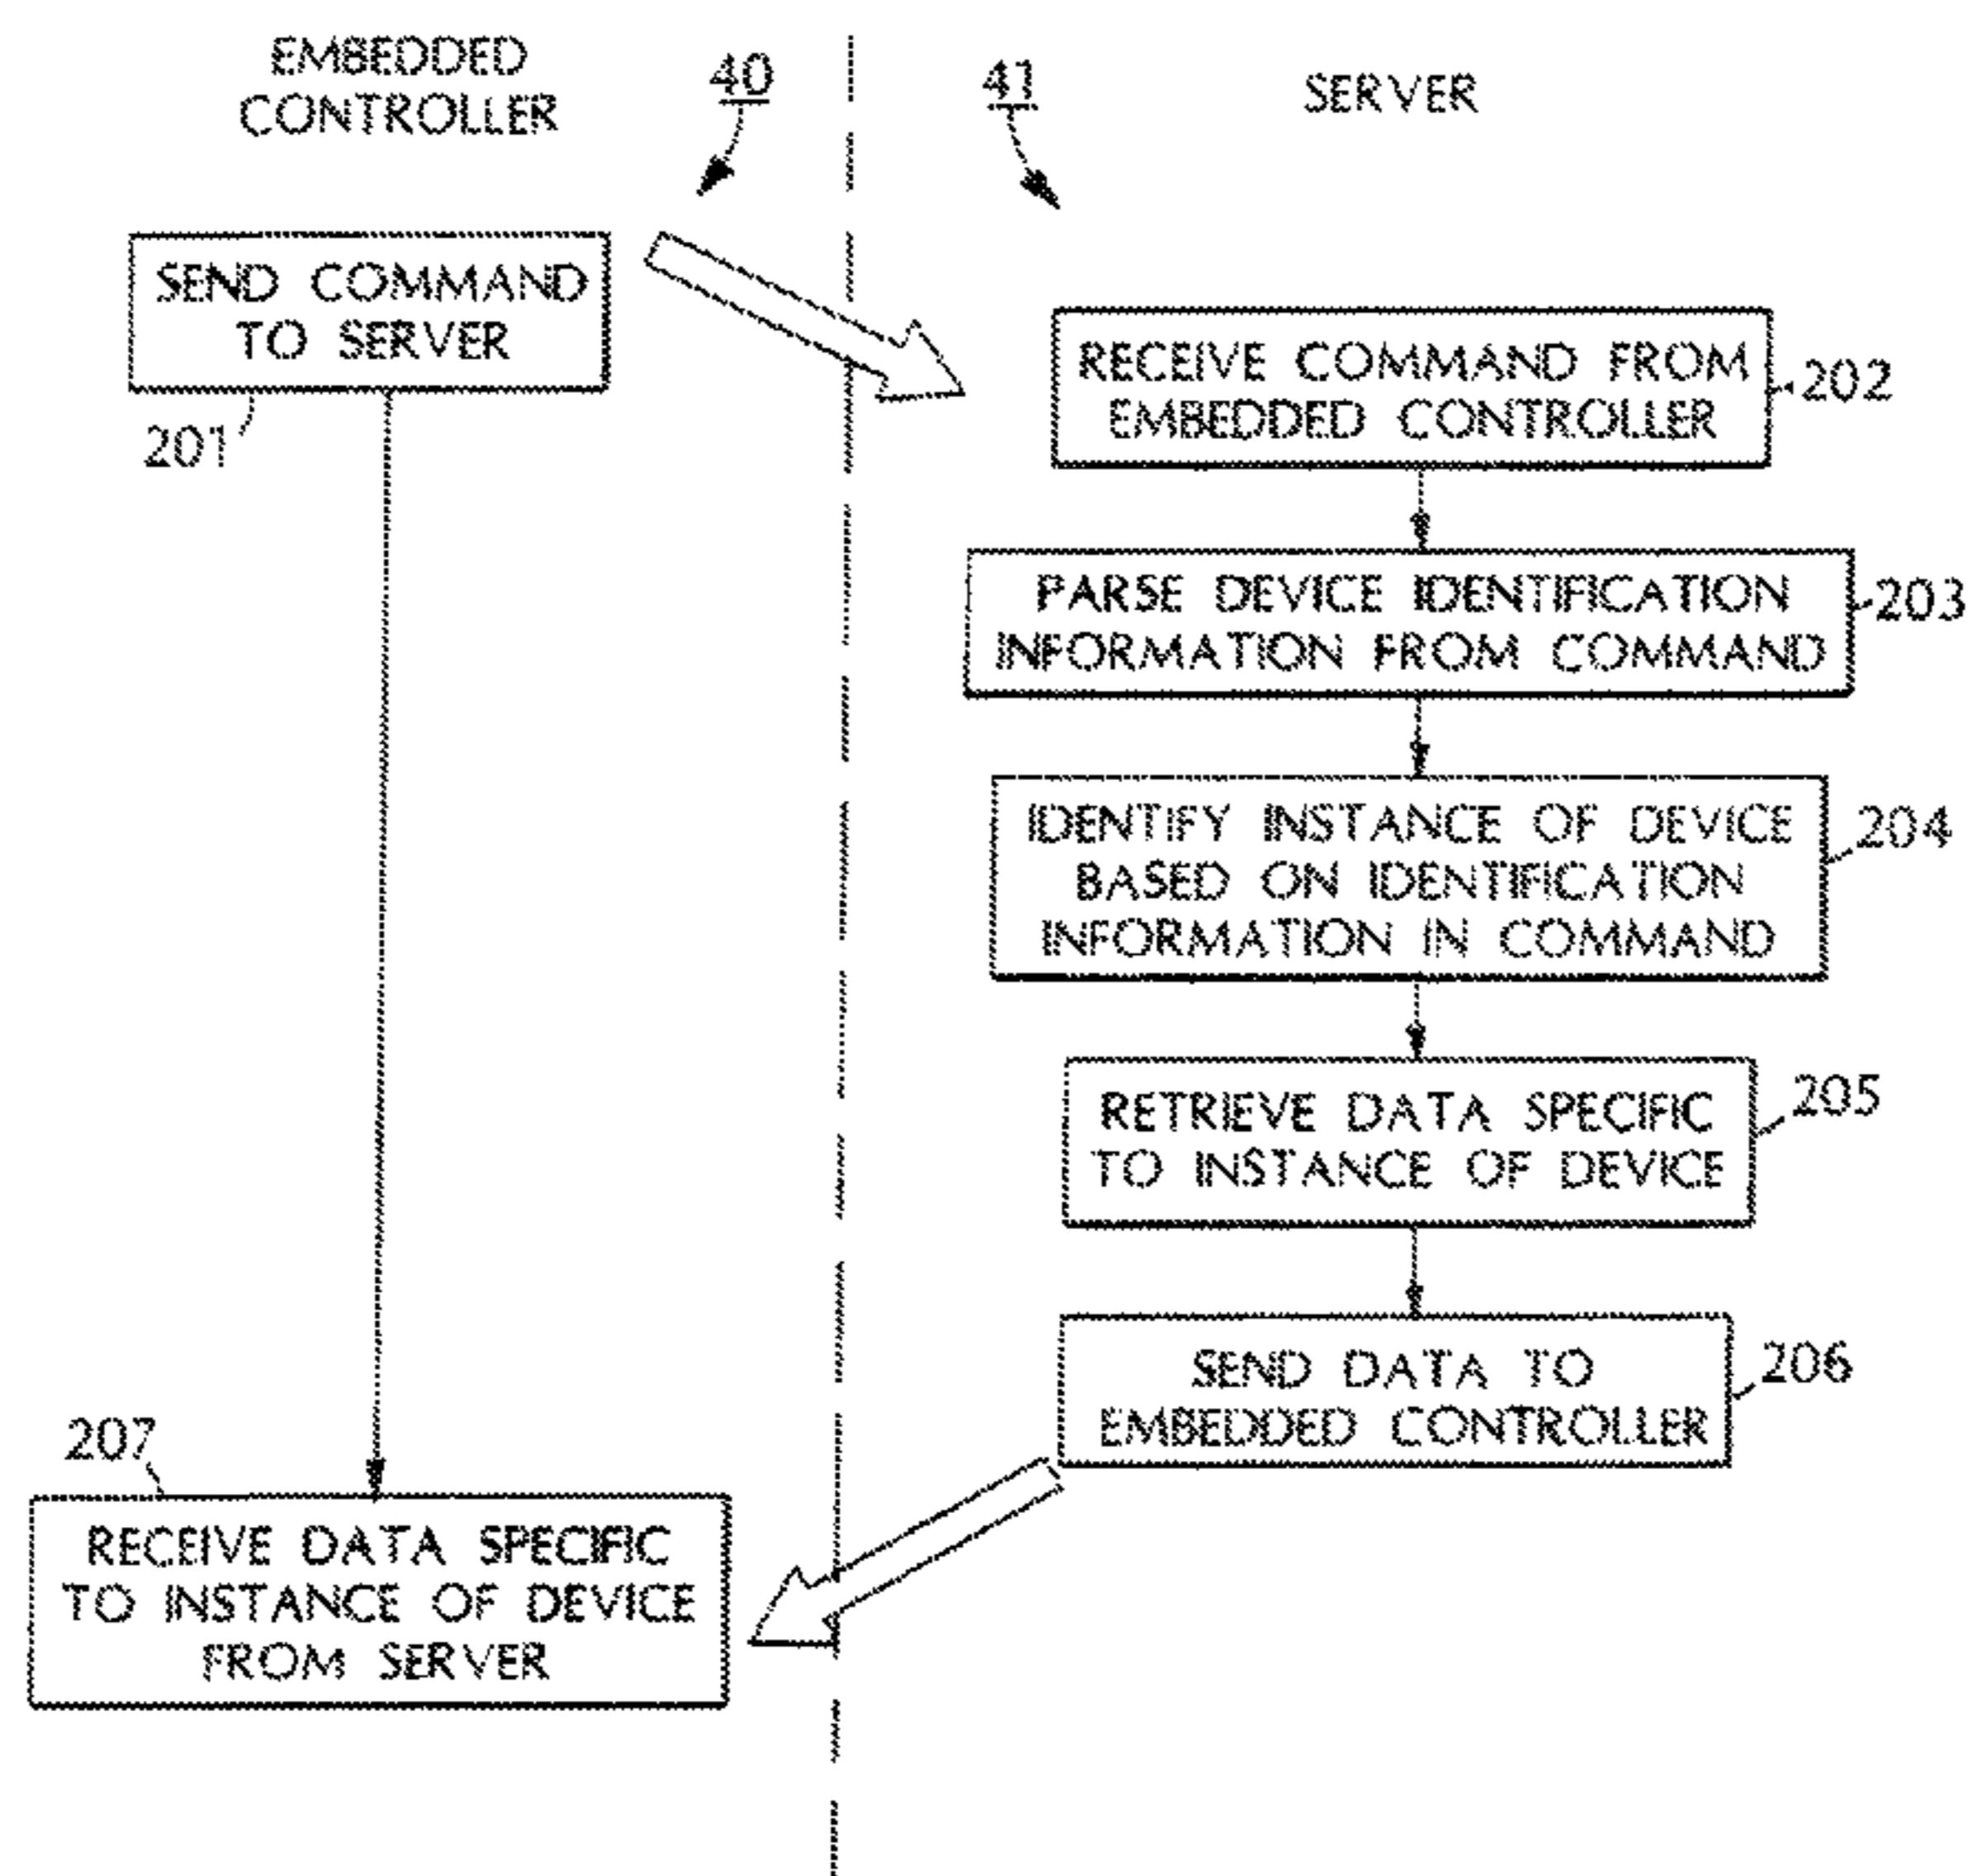 EMBEDDED
CONTROLLER
40
41
SERVER
SEND COMMAND
TO SERVER
201
RECEIVE COMMAND FROM
EMBEDDED CONTROLLER
202
PARSE DEVICE IDENTIFICATION
INFORMATION FROM COMMAND
203
IDENTIFY INSTANCE OF DEVICE
BASED ON IDENTIFICATION
INFORMATION IN COMMAND
204
RETRIEVE DATA SPECIFIC
TO INSTANCE OF DEVICE
205
SEND DATA TO
EMBEDDED CONTROLLER
206
207
RECEIVE DATA SPECIFIC
TO INSTANCE OF DEVICE
FROM SERVER